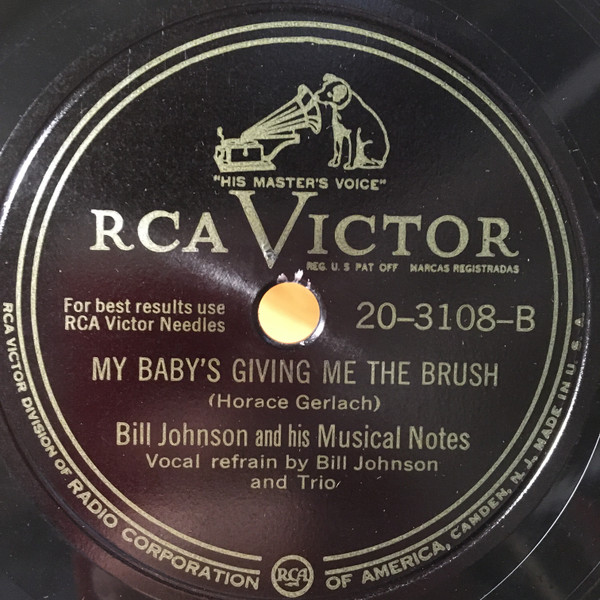 "HIS MASTER'S VOICE"
RCA VICTOR
REG. U. S PAT OFF MARCAS REGISTRADAS
For best results use
RCA Victor Needles
20-3108-B
MY BABY'S GIVING ME THE BRUSH
(Horace Gerlach)
Bill Johnson and his Musical Notes
Vocal refrain by Bill Johnson
and Trio
RCA VICTOR DIVISION OF RADIO CORPORATION OF AMERICA, CAMDEN, N. J. MADE IN U. S. A.
RCA